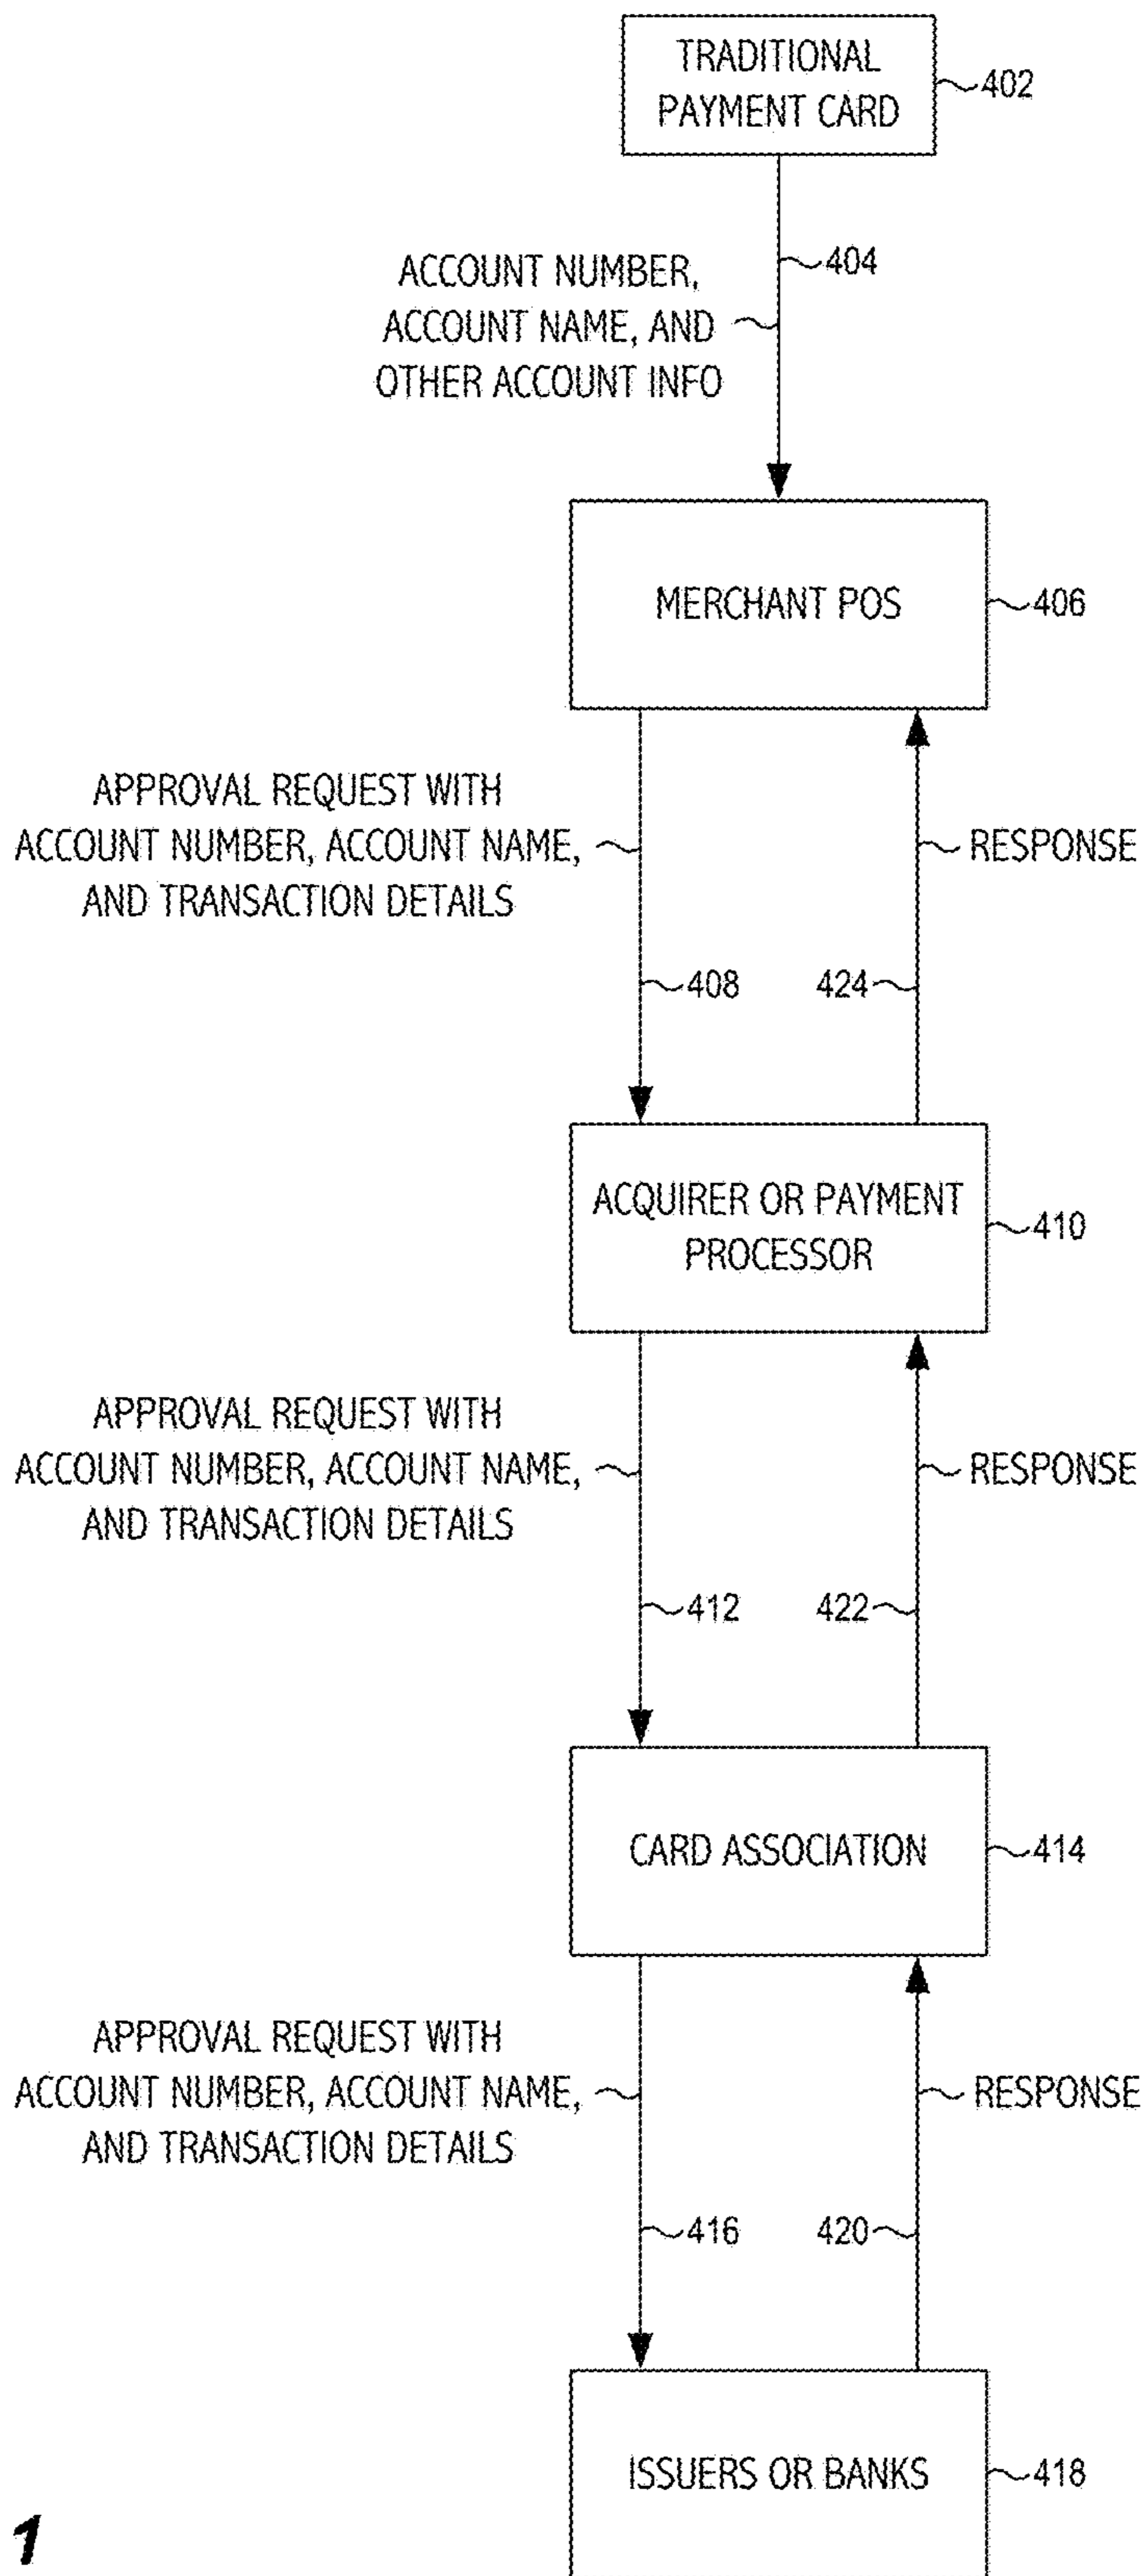 TRADITIONAL
PAYMENT CARD
402
404
ACCOUNT NUMBER,
ACCOUNT NAME, AND
OTHER ACCOUNT INFO
MERCHANT POS
406
APPROVAL REQUEST WITH
ACCOUNT NUMBER, ACCOUNT NAME,
AND TRANSACTION DETAILS
RESPONSE
408
424
ACQUIRER OR PAYMENT
PROCESSOR
410
APPROVAL REQUEST WITH
ACCOUNT NUMBER, ACCOUNT NAME,
AND TRANSACTION DETAILS
RESPONSE
412
422
CARD ASSOCIATION
414
APPROVAL REQUEST WITH
ACCOUNT NUMBER, ACCOUNT NAME,
AND TRANSACTION DETAILS
RESPONSE
416
420
ISSUERS OR BANKS
418
1